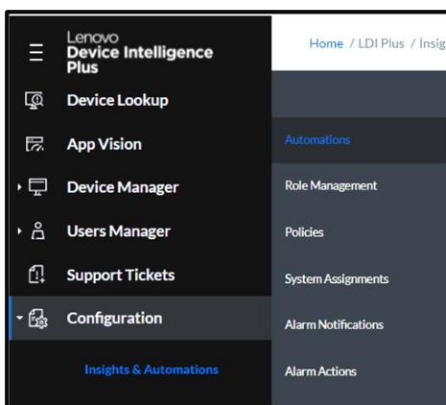 Lenovo
Device Intelligence
Plus
Home / LDI Plus / Insig
Device Lookup
App Vision
Automations
Device Manager
Role Management
Users Manager
Policies
Support Tickets
System Assignments
Configuration
Alarm Notifications
Insights & Automations
Alarm Actions